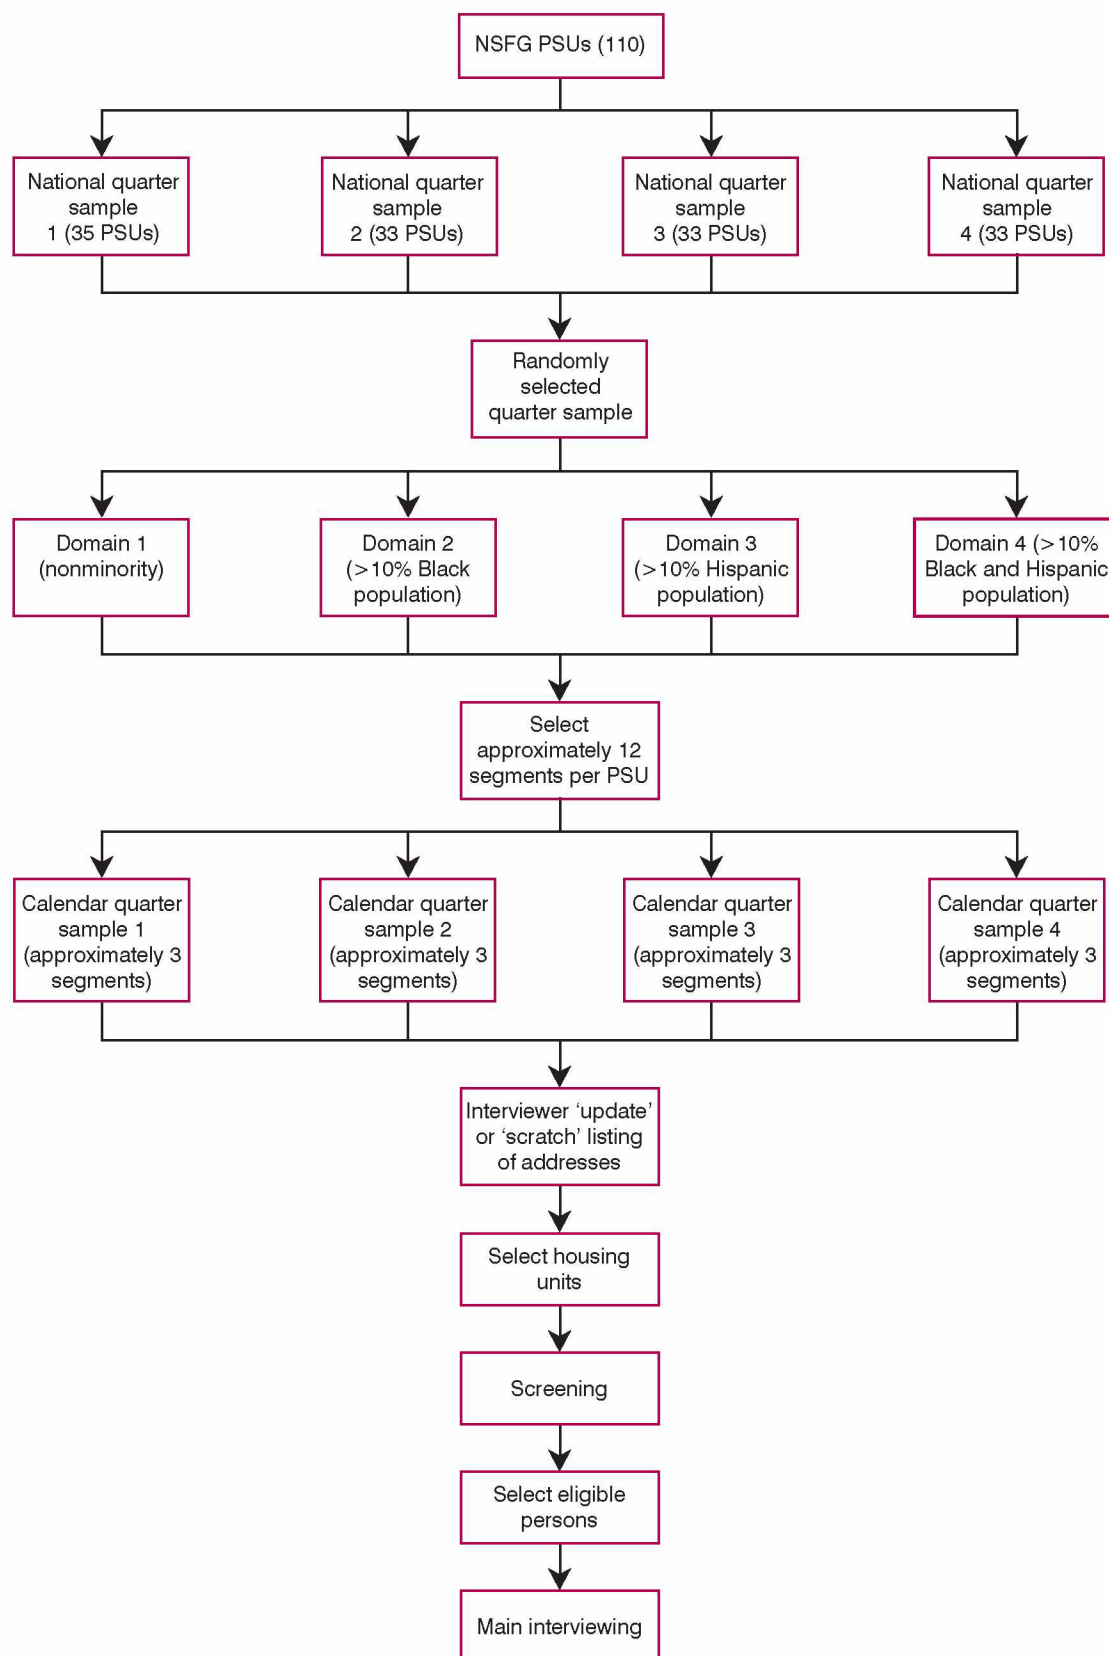 NSFG PSUs (110)
National quarter
sample
1 (35 PSUs)
National quarter
sample
2 (33 PSUs)
National quarter
sample
3 (33 PSUs)
National quarter
sample
4 (33 PSUs)
Randomly
selected
quarter sample
Domain 1
(nonminority)
Domain 2
(>10% Black
population)
Domain 3
(>10% Hispanic
population)
Domain 4 (>10%
Black and Hispanic
population)
Select
approximately 12
segments per PSU
Calendar quarter
sample 1
(approximately 3
segments)
Calendar quarter
sample 2
(approximately 3
segments)
Calendar quarter
sample 3
(approximately 3
segments)
Calendar quarter
sample 4
(approximately 3
segments)
Interviewer ‘update’
or ‘scratch’ listing
of addresses
Select housing
units
Screening
Select eligible
persons
Main interviewing